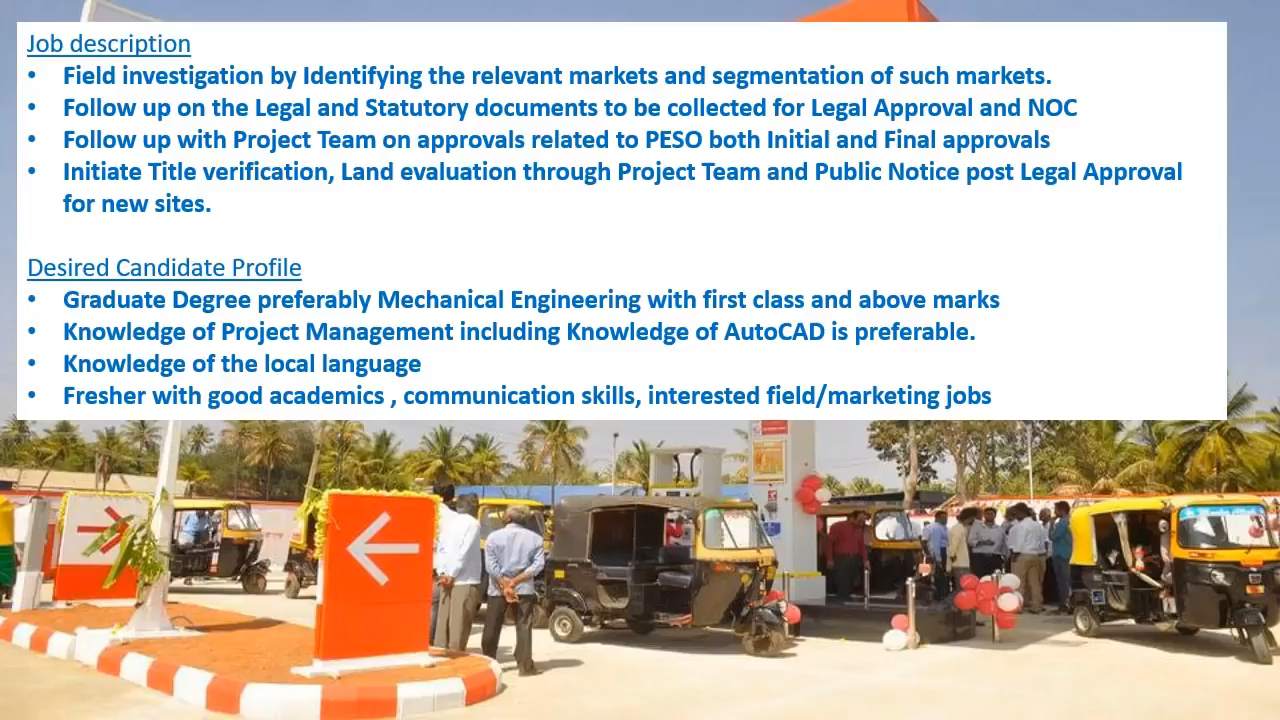 Job description
• Field investigation by Identifying the relevant markets and segmentation of such markets.
• Follow up on the Legal and Statutory documents to be collected for Legal Approval and NOC
• Follow up with Project Team on approvals related to PESO both Initial and Final approvals
• Initiate Title verification, Land evaluation through Project Team and Public Notice post Legal Approval
for new sites.
Desired Candidate Profile
• Graduate Degree preferably Mechanical Engineering with first class and above marks
• Knowledge of Project Management including Knowledge of AutoCAD is preferable.
• Knowledge of the local language
• Fresher with good academics , communication skills, interested field/marketing jobs